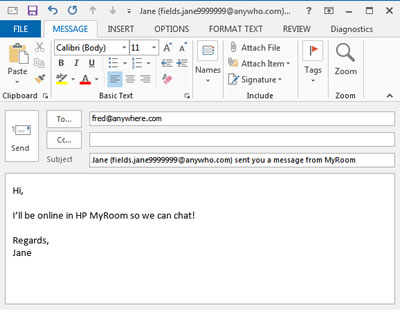 Jane (fields.jane9999999@anywho.com)...
FILE MESSAGE INSERT OPTIONS FORMAT TEXT REVIEW Diagnostics
Calibri (Body) 11
Attach File
Attach Item
Signature
Paste
B I U
Names
Tags
Zoom
Clipboard Basic Text Include Zoom
To... fred@anywhere.com
Cc...
Send
Subject Jane (fields.jane9999999@anywho.com) sent you a message from MyRoom
Hi,
I'll be online in HP MyRoom so we can chat!
Regards,
Jane